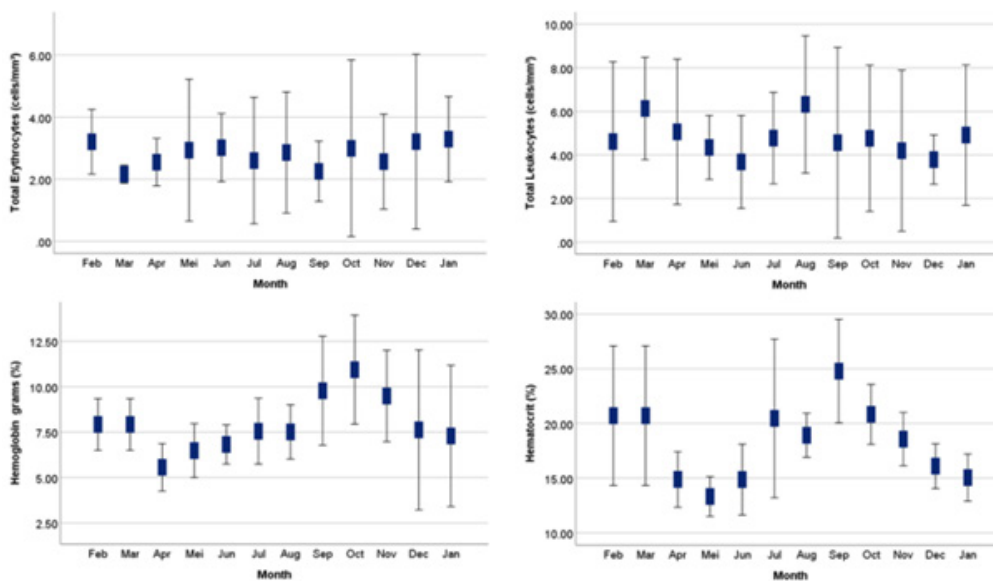 Total Erythrocytes (cells/mm³)
6.00
4.00
2.00
.00
Feb Mar Apr Mei Jun Jul Aug Sep Oct Nov Dec Jan
Month
Total Leukocytes (cells/mm³)
10.00
8.00
6.00
4.00
2.00
.00
Feb Mar Apr Mei Jun Jul Aug Sep Oct Nov Dec Jan
Month
Hemoglobin grams (%)
12.50
10.00
7.50
5.00
2.50
Feb Mar Apr Mei Jun Jul Aug Sep Oct Nov Dec Jan
Month
Hematocrit (%)
30.00
25.00
20.00
15.00
10.00
Feb Mar Apr Mei Jun Jul Aug Sep Oct Nov Dec Jan
Month